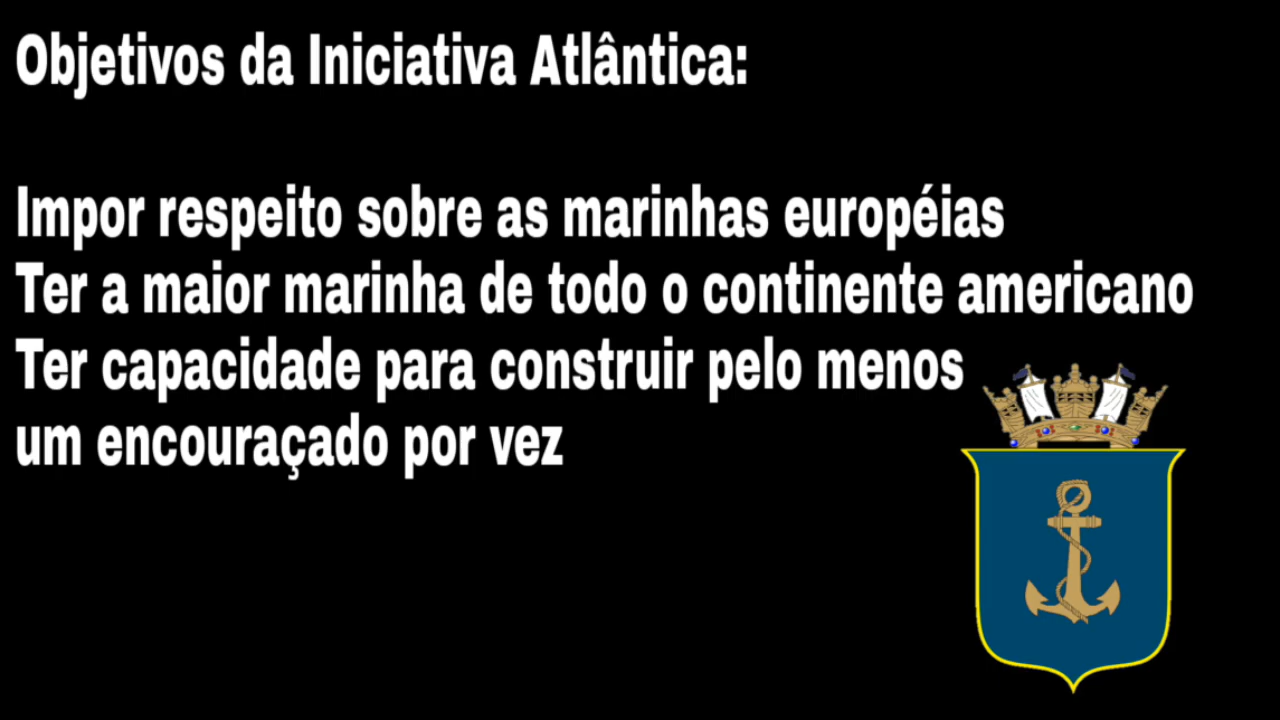 Objetivos da Iniciativa Atlântica:
Impor respeito sobre as marinhas européias
Ter a maior marinha de todo o continente americano
Ter capacidade para construir pelo menos
um encouraçado por vez